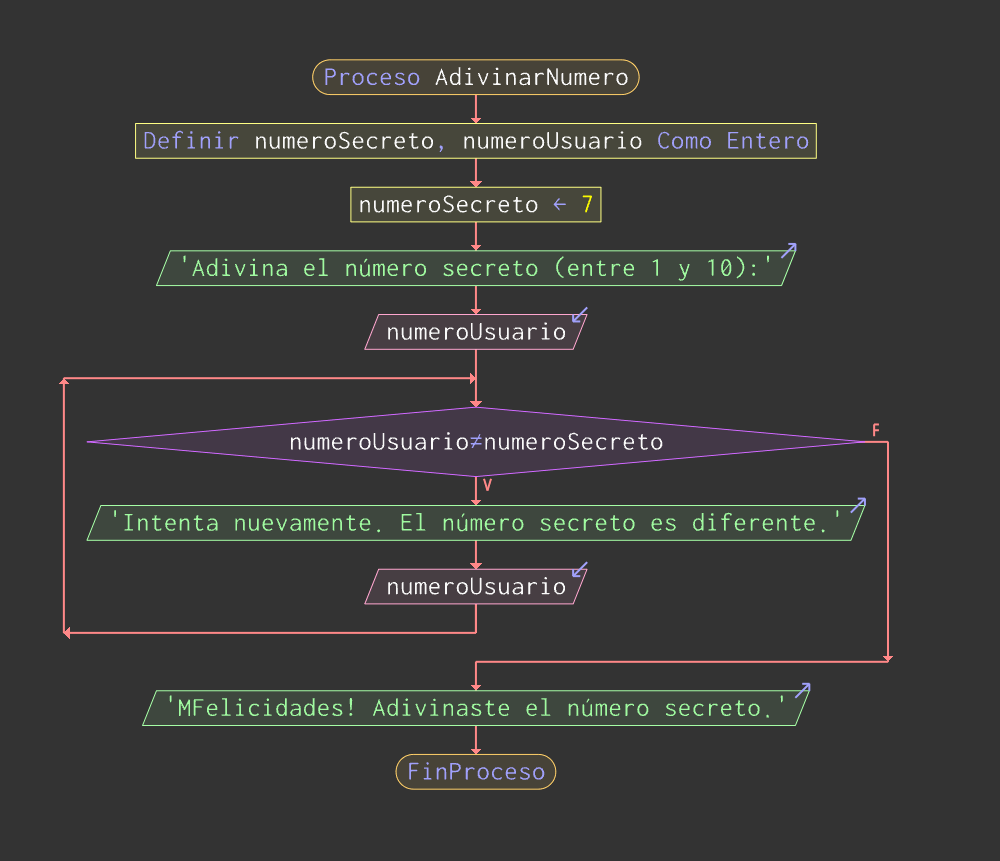 Proceso AdivinarNumero
Definir numeroSecreto, numeroUsuario Como Entero
numeroSecreto ← 7
'Adivina el número secreto (entre 1 y 10):'
numeroUsuario
numeroUsuario≠numeroSecreto
F
V
'Intenta nuevamente. El número secreto es diferente.'
numeroUsuario
'MFelicidades! Adivinaste el número secreto.'
FinProceso